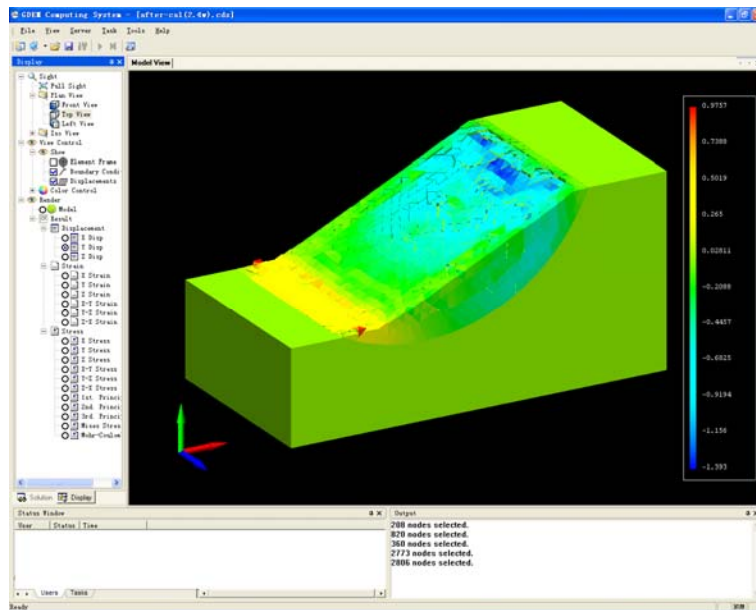 GDEM Computing System - [after-cal(2.4w).cds]
File View Server Task Tools Help
Display
Model View
Sight
Full Sight
Plan View
Front View
Top View
Left View
Iso View
View Control
Show
Element Frame
Boundary Condi
Displacements
Color Control
Render
Model
Result
Displacement
X Disp
Y Disp
Z Disp
Strain
X Strain
Y Strain
Z Strain
X-Y Strain
Y-Z Strain
Z-X Strain
Stress
X Stress
Y Stress
Z Stress
X-Y Stress
Y-Z Stress
Z-X Stress
1st. Princi
2nd. Princi
3rd. Princi
Mises Stres
Mohr-Coulom
0.9757
0.7388
0.5019
0.265
0.02811
-0.2088
-0.4457
-0.6825
-0.9194
-1.156
-1.393
Solution Display
Status Window
User Status Time
Users Tasks
Output
208 nodes selected.
820 nodes selected.
360 nodes selected.
2773 nodes selected.
2806 nodes selected.
Ready